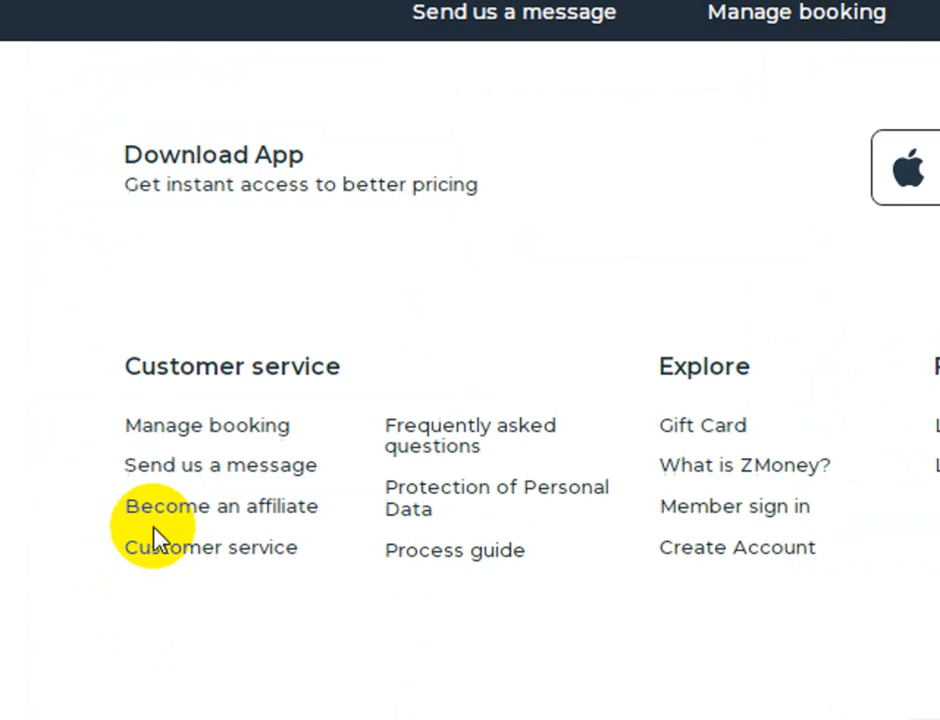 Send us a message
Manage booking
Download App
Get instant access to better pricing
Customer service
Manage booking
Send us a message
Become an affiliate
Customer service
Frequently asked
questions
Protection of Personal
Data
Process guide
Explore
Gift Card
What is ZMoney?
Member sign in
Create Account